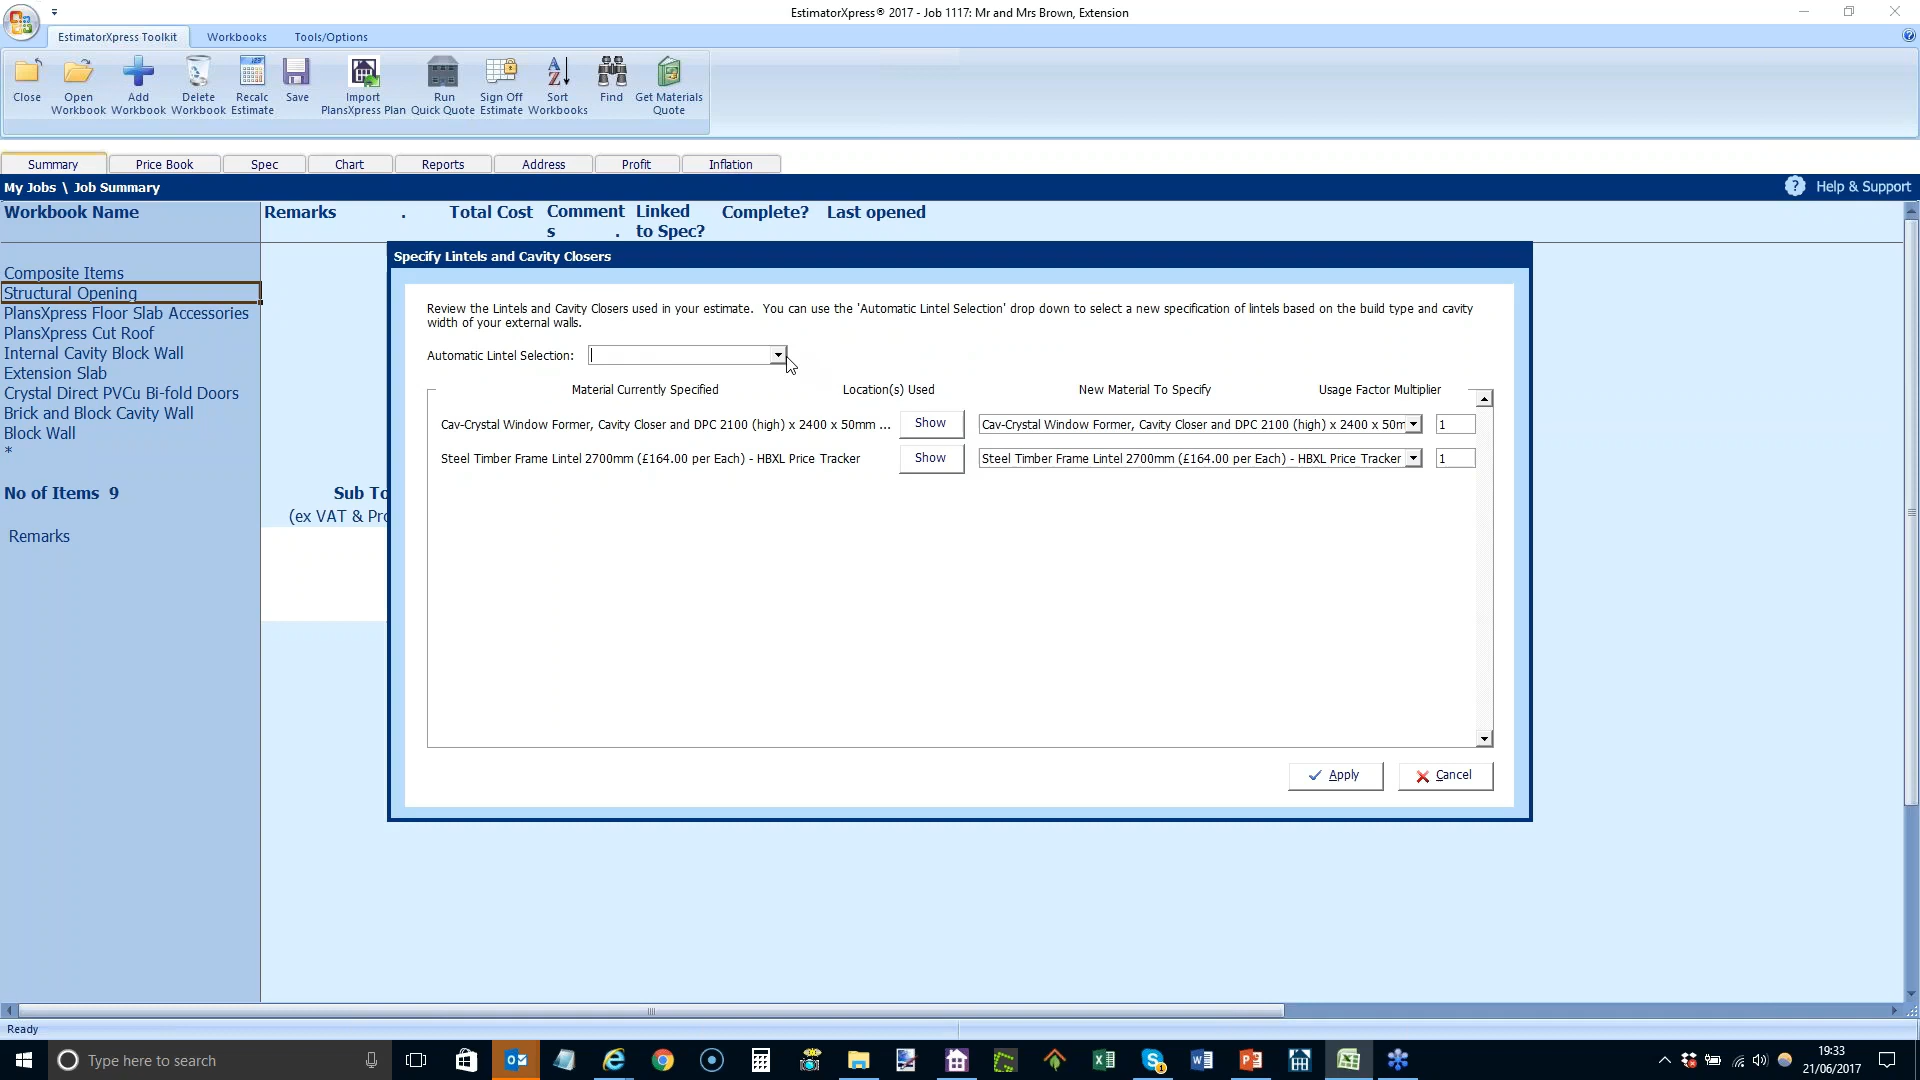 EstimatorXpress® 2017 - Job 1117: Mr and Mrs Brown, Extension
EstimatorXpress Toolkit Workbooks Tools/Options
Close
Open Workbook
Add Workbook
Delete Workbook
Recalc Estimate
Save
Import PlansXpress Plan
Run Quick Quote
Sign Off Estimate
Sort Workbooks
Find
Get Materials Quote
Summary Price Book Spec Chart Reports Address Profit Inflation
My Jobs \ Job Summary
Help & Support
Workbook Name Remarks . Total Cost Comment Linked Complete? Last opened
s . to Spec?
Composite Items
Structural Opening
PlansXpress Floor Slab Accessories
PlansXpress Cut Roof
Internal Cavity Block Wall
Extension Slab
Crystal Direct PVCu Bi-fold Doors
Brick and Block Cavity Wall
Block Wall
*
No of Items 9 Sub To
(ex VAT & Pro
Remarks
Specify Lintels and Cavity Closers
Review the Lintels and Cavity Closers used in your estimate. You can use the 'Automatic Lintel Selection' drop down to select a new specification of lintels based on the build type and cavity
width of your external walls.
Automatic Lintel Selection:
Material Currently Specified Location(s) Used New Material To Specify Usage Factor Multiplier
Cav-Crystal Window Former, Cavity Closer and DPC 2100 (high) x 2400 x 50mm ... Show Cav-Crystal Window Former, Cavity Closer and DPC 2100 (high) x 2400 x 50m 1
Steel Timber Frame Lintel 2700mm (£164.00 per Each) - HBXL Price Tracker Show Steel Timber Frame Lintel 2700mm (£164.00 per Each) - HBXL Price Tracker 1
Apply Cancel
Ready
Type here to search
19:33
21/06/2017